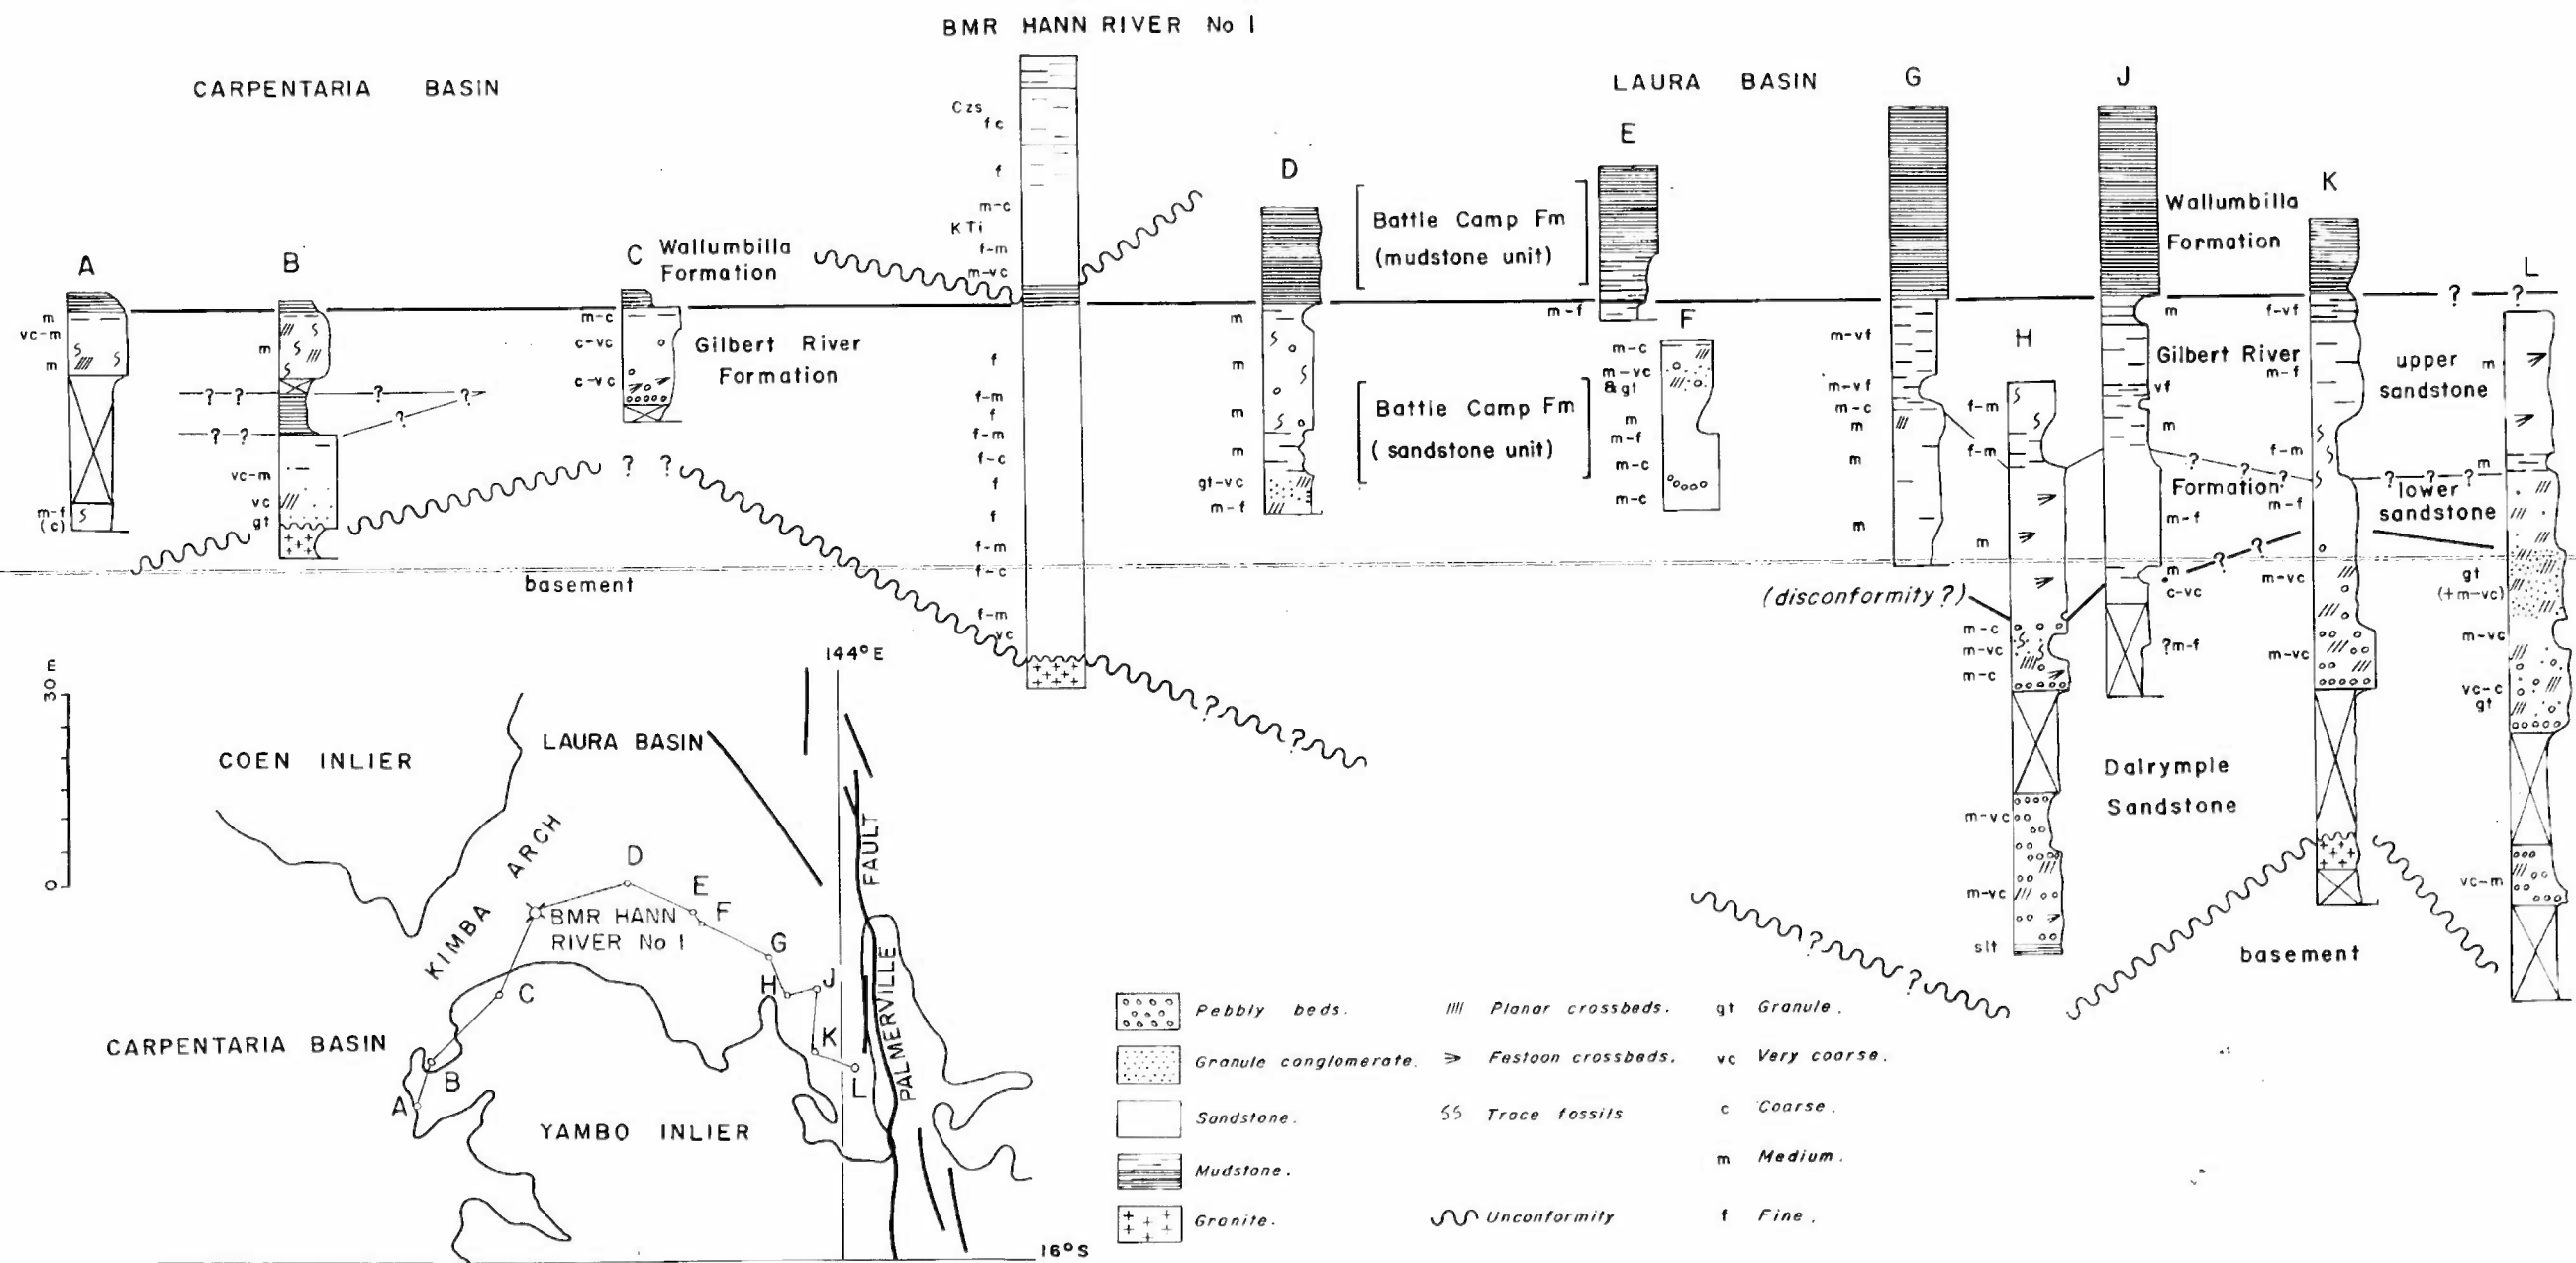 BMR HANN RIVER No 1
CARPENTARIA BASIN
LAURA BASIN
A
B
C
D
E
F
G
H
J
K
L
Wallumbilla
Formation
Gilbert River
Formation
Battle Camp Fm
(mudstone unit)
Battle Camp Fm
(sandstone unit)
Wallumbilla
Formation
Gilbert River
Formation
upper
sandstone
lower
sandstone
(disconformity?)
Dalrymple
Sandstone
basement
basement
m
vc-m
m
m-f
(c)
m
vc-m
vc
gt
m-c
c-vc
c-vc
Czs
fc
f
m-c
KTi
f-m
m-vc
f
f-m
f
f-m
f-c
f
f
f-m
f-c
f-m
vc
m
m
m
m
gt-vc
m-f
m-f
m-c
m-vc
&gt
m
m-f
m-c
m-c
m-vf
m-vf
m-c
m
m
m
f-m
f-m
m
m-c
m-vc
m-c
m-vc
m-vc
slt
m
vf
m
m-f
m
c-vc
?m-f
f-vf
m-f
f-m
m-f
m-vc
m-vc
m
m
gt
(+m-vc)
m-vc
vc-c
gt
vc-m
? ? ? ? ? ? ? ?
30 m
0
144°E
COEN INLIER
LAURA BASIN
KIMBA ARCH
D
E
F
BMR HANN
RIVER No 1
G
H
J
C
K
CARPENTARIA BASIN
B
A
L
PALMERVILLE FAULT
YAMBO INLIER
16°S
Pebbly beds.
Granule conglomerate.
Sandstone.
Mudstone.
Granite.
Planar crossbeds.
Festoon crossbeds.
SS Trace fossils
Unconformity
gt Granule.
vc Very coarse.
c Coarse.
m Medium.
f Fine.